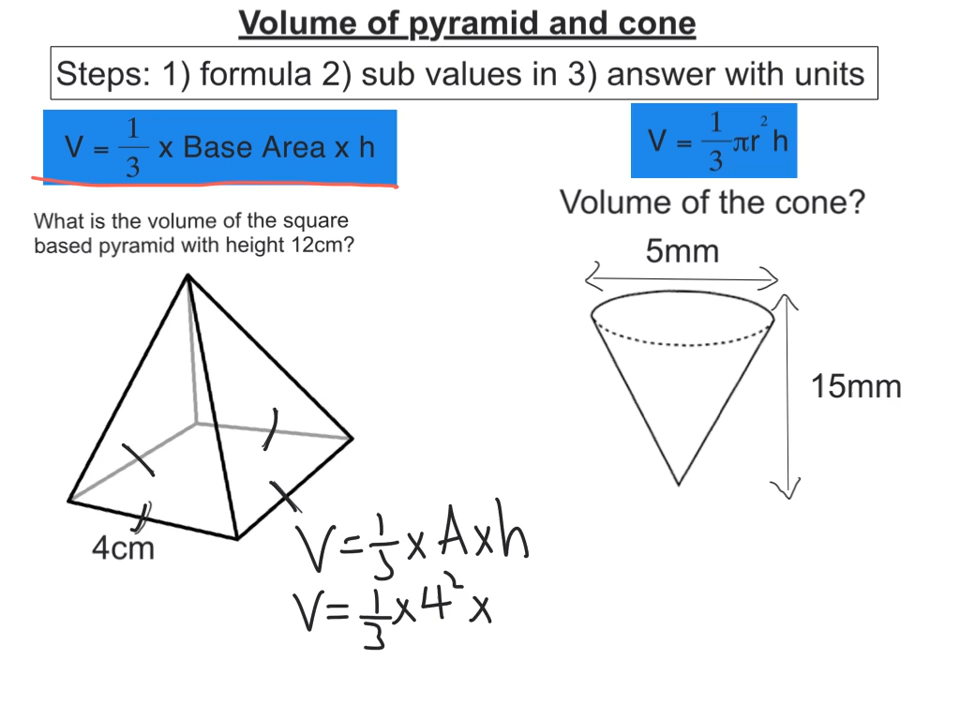 Volume of pyramid and cone
Steps: 1) formula 2) sub values in 3) answer with units
V = 1/3 x Base Area x h
What is the volume of the square
based pyramid with height 12cm?
4cm
V = 1/3 x A x h
V = 1/3 x 4² x
V = 1/3 πr² h
Volume of the cone?
5mm
15mm